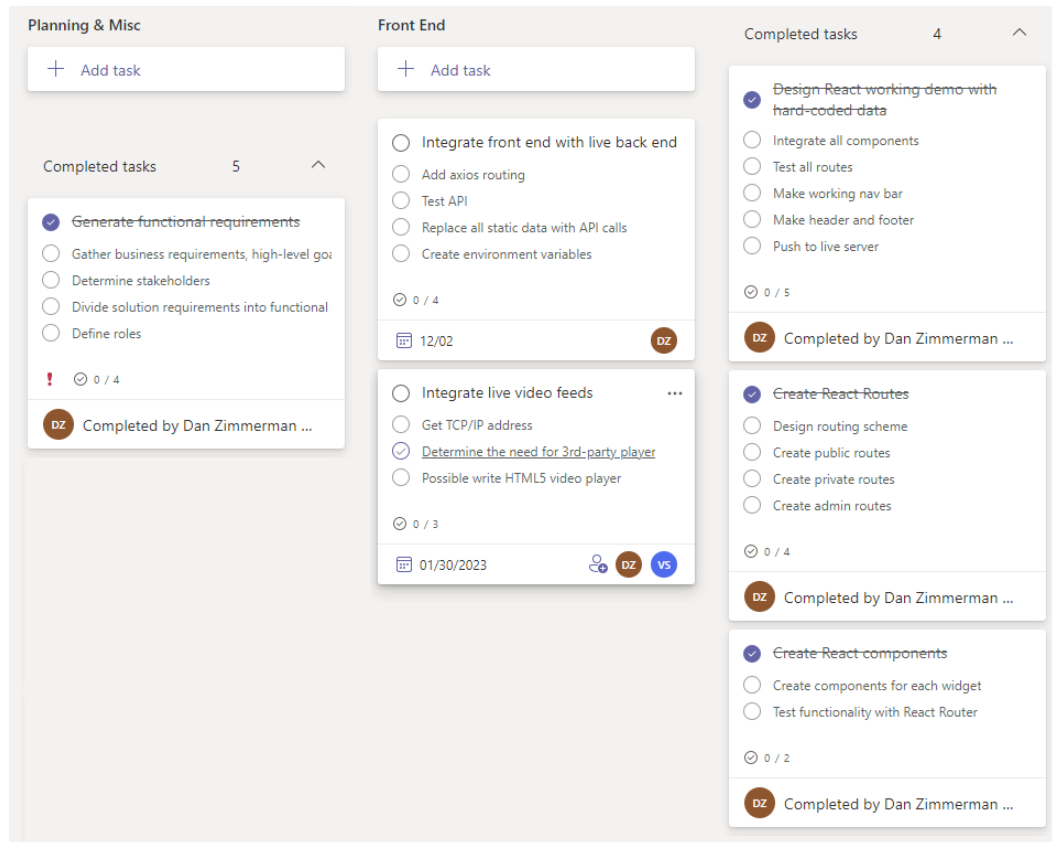 Planning & Misc
Add task
Completed tasks 5
Generate functional requirements
Gather business requirements, high-level goa
Determine stakeholders
Divide solution requirements into functional
Define roles
! 0 / 4
DZ Completed by Dan Zimmerman ...
Front End
Add task
Integrate front end with live back end
Add axios routing
Test API
Replace all static data with API calls
Create environment variables
0 / 4
12/02 DZ
Integrate live video feeds ...
Get TCP/IP address
Determine the need for 3rd-party player
Possible write HTML5 video player
0 / 3
01/30/2023 DZ VS
Completed tasks 4
Design React working demo with
hard-coded data
Integrate all components
Test all routes
Make working nav bar
Make header and footer
Push to live server
0 / 5
DZ Completed by Dan Zimmerman ...
Create React Routes
Design routing scheme
Create public routes
Create private routes
Create admin routes
0 / 4
DZ Completed by Dan Zimmerman ...
Create React components
Create components for each widget
Test functionality with React Router
0 / 2
DZ Completed by Dan Zimmerman ...